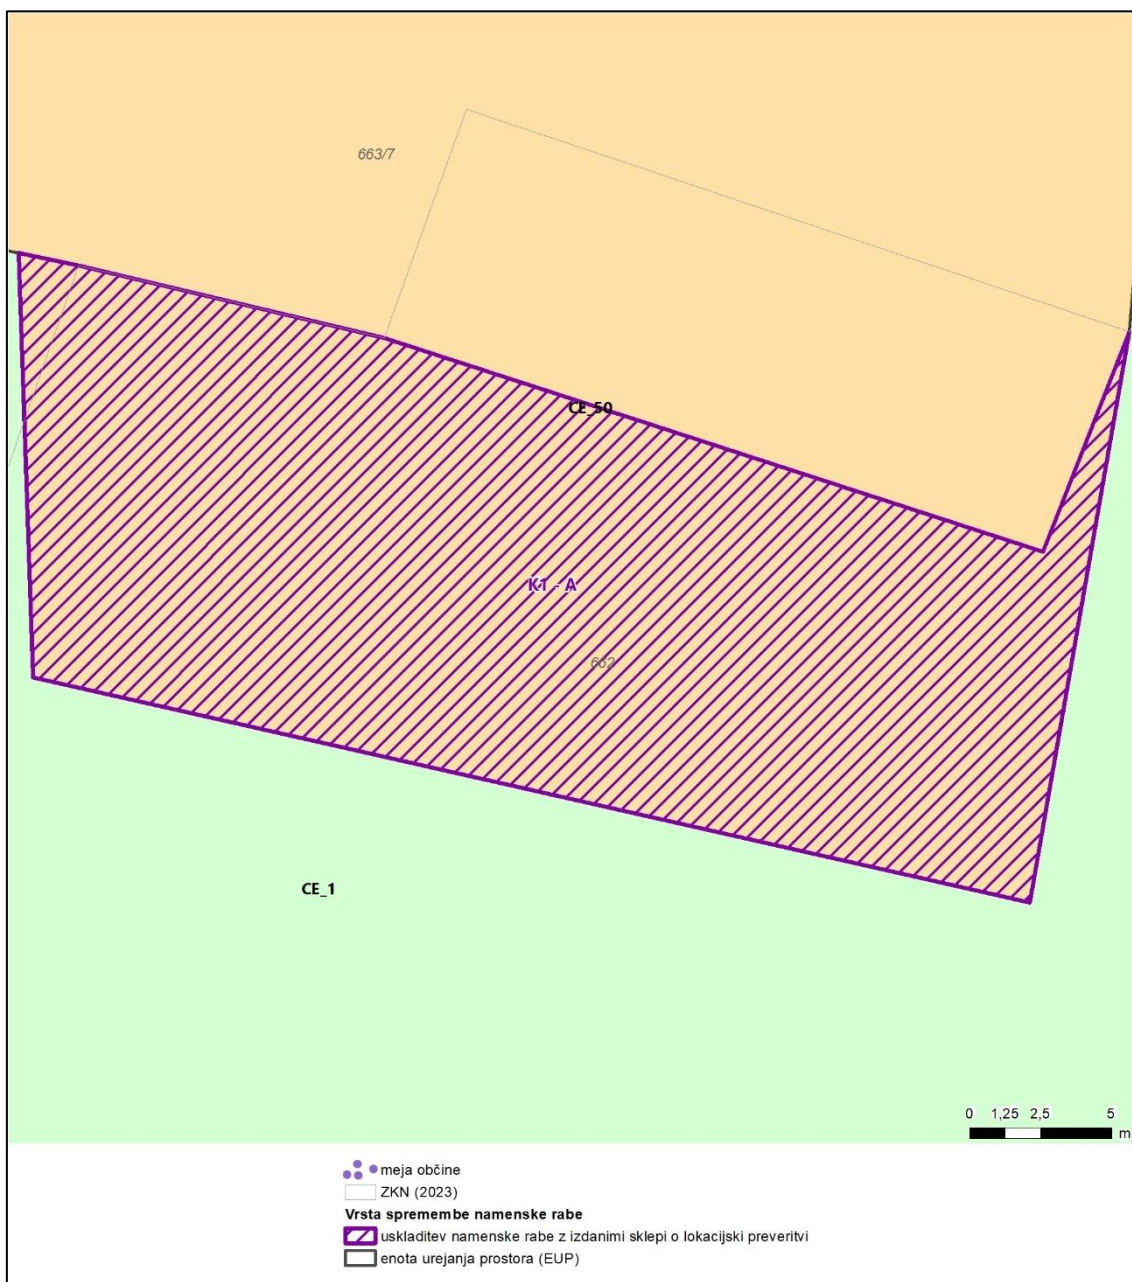 663/7
CE_50
K1 - A
662
CE_1
0 1,25 2,5 5
m
meja občine
ZKN (2023)
Vrsta spremembe namenske rabe
uskladitev namenske rabe z izdanimi sklepi o lokacijski preveritvi
enota urejanja prostora (EUP)